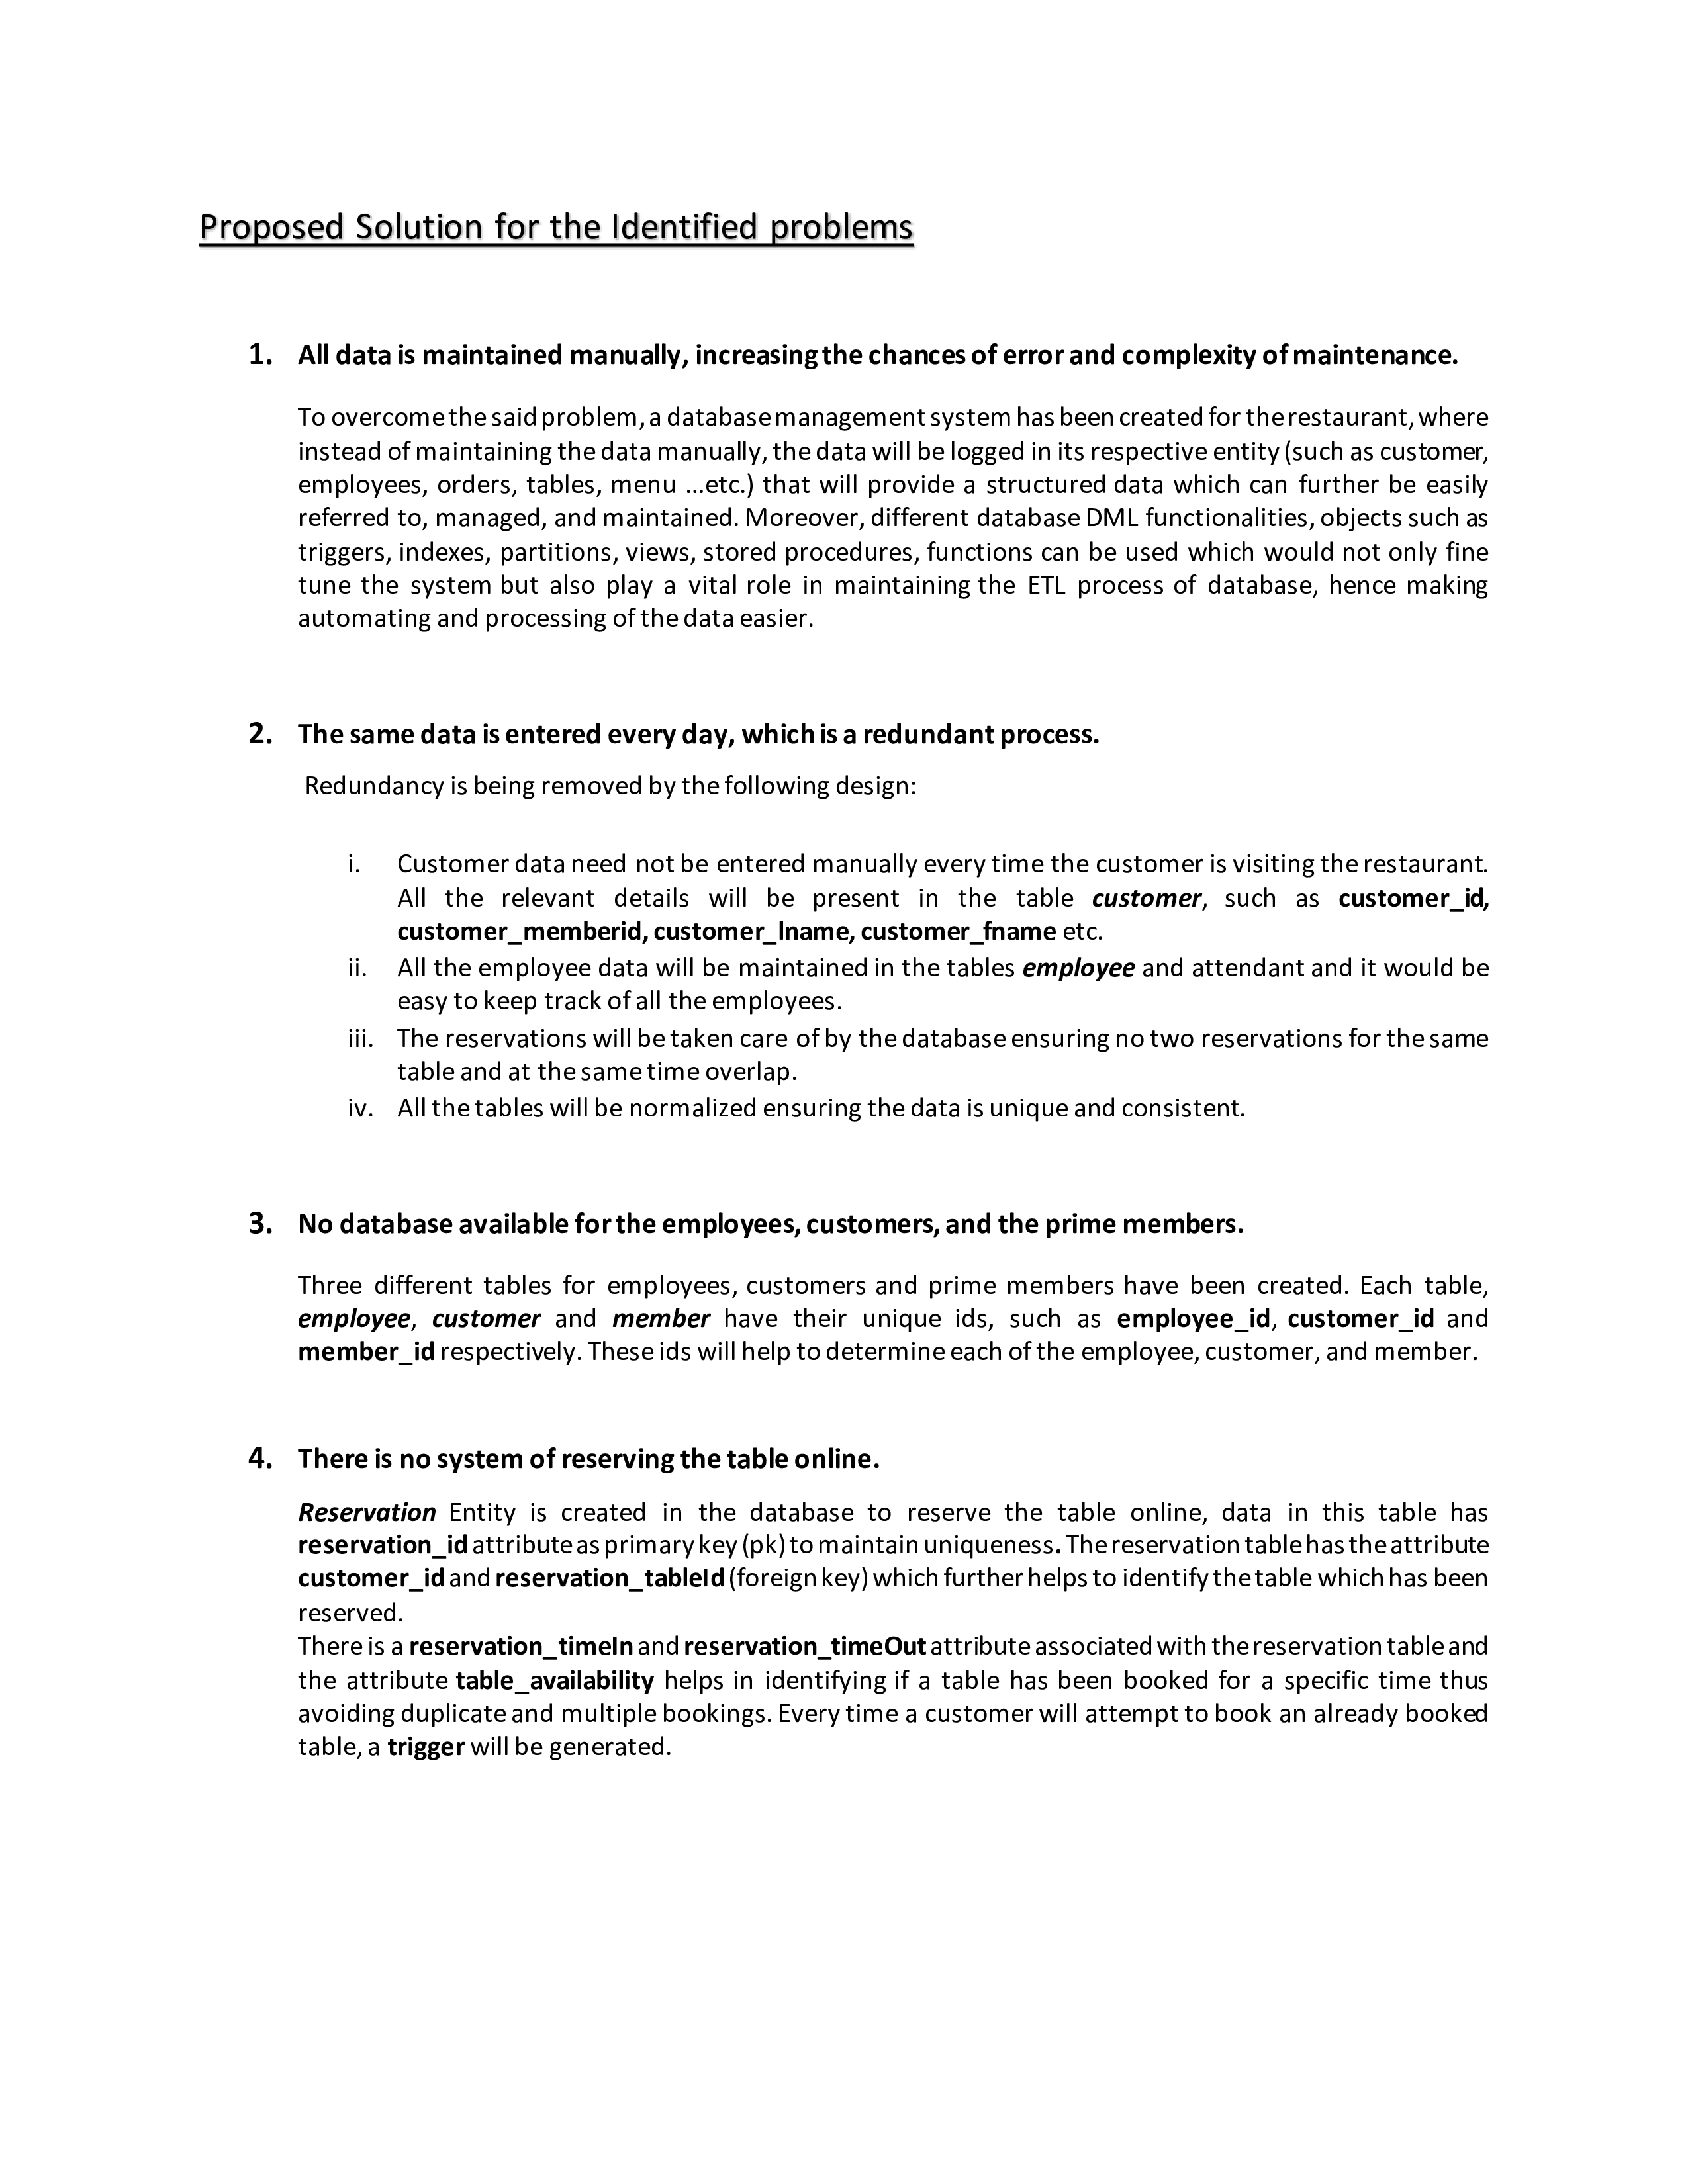 Proposed Solution for the Identified problems
1. All data is maintained manually, increasing the chances of error and complexity of maintenance.
To overcome the said problem, a database management system has been created for the restaurant, where
instead of maintaining the data manually, the data will be logged in its respective entity (such as customer,
employees, orders, tables, menu ...etc.) that will provide a structured data which can further be easily
referred to, managed, and maintained. Moreover, different database DML functionalities, objects such as
triggers, indexes, partitions, views, stored procedures, functions can be used which would not only fine
tune the system but also play a vital role in maintaining the ETL process of database, hence making
automating and processing of the data easier.
2. The same data is entered every day, which is a redundant process.
Redundancy is being removed by the following design:
i. Customer data need not be entered manually every time the customer is visiting the restaurant.
All the relevant details will be present in the table customer, such as customer_id,
customer_memberid, customer_lname, customer_fname etc.
ii. All the employee data will be maintained in the tables employee and attendant and it would be
easy to keep track of all the employees.
iii. The reservations will be taken care of by the database ensuring no two reservations for the same
table and at the same time overlap.
iv. All the tables will be normalized ensuring the data is unique and consistent.
3. No database available for the employees, customers, and the prime members.
Three different tables for employees, customers and prime members have been created. Each table,
employee, customer and member have their unique ids, such as employee_id, customer_id and
member_id respectively. These ids will help to determine each of the employee, customer, and member.
4. There is no system of reserving the table online.
Reservation Entity is created in the database to reserve the table online, data in this table has
reservation_id attribute as primary key (pk) to maintain uniqueness. The reservation table has the attribute
customer_id and reservation_tableId (foreign key) which further helps to identify the table which has been
reserved.
There is a reservation_timeIn and reservation_timeOut attribute associated with the reservation table and
the attribute table_availability helps in identifying if a table has been booked for a specific time thus
avoiding duplicate and multiple bookings. Every time a customer will attempt to book an already booked
table, a trigger will be generated.